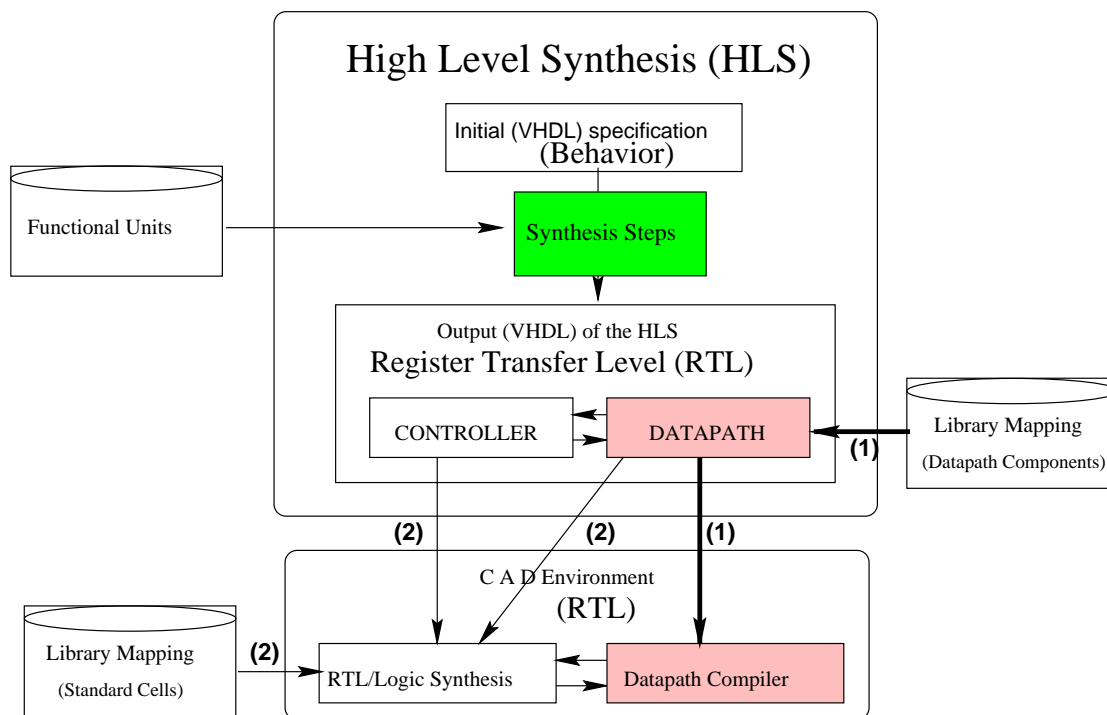 High Level Synthesis (HLS)
Initial (VHDL) specification
(Behavior)
Functional Units
Synthesis Steps
Output (VHDL) of the HLS
Register Transfer Level (RTL)
CONTROLLER
DATAPATH
(1)
Library Mapping
(Datapath Components)
(2)
(2)
(1)
C A D Environment
(RTL)
Library Mapping
(Standard Cells)
(2)
RTL/Logic Synthesis
Datapath Compiler